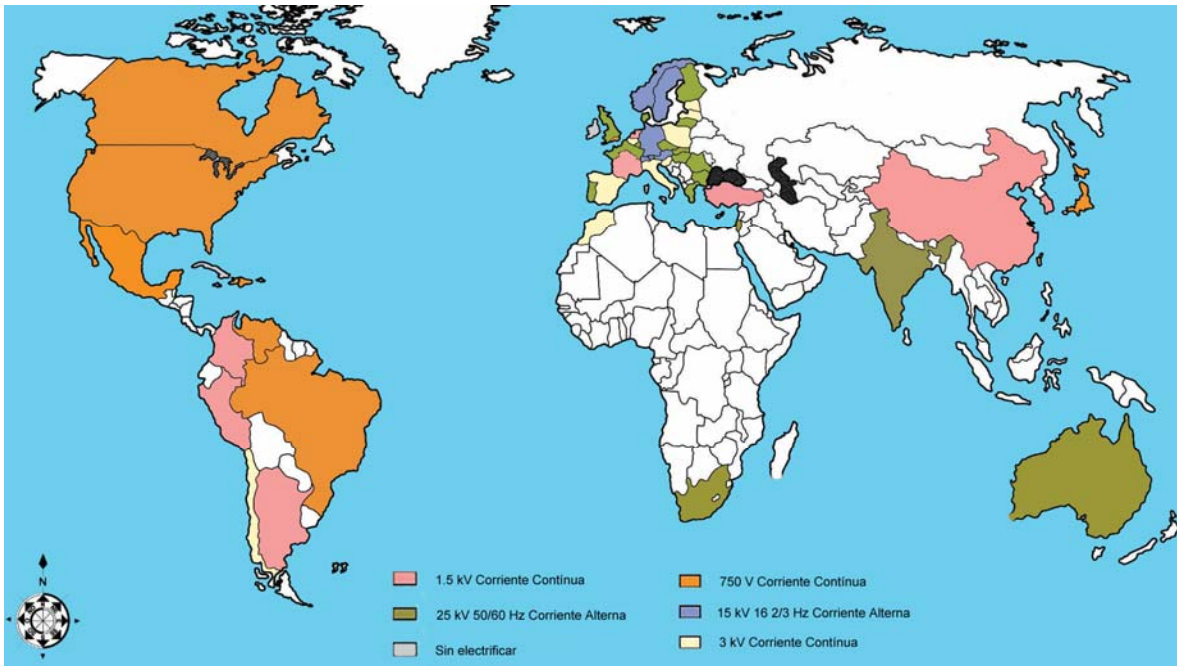 N
1.5 kV Corriente Contínua
25 kV 50/60 Hz Corriente Alterna
Sin electrificar
750 V Corriente Contínua
15 kV 16 2/3 Hz Corriente Alterna
3 kV Corriente Contínua